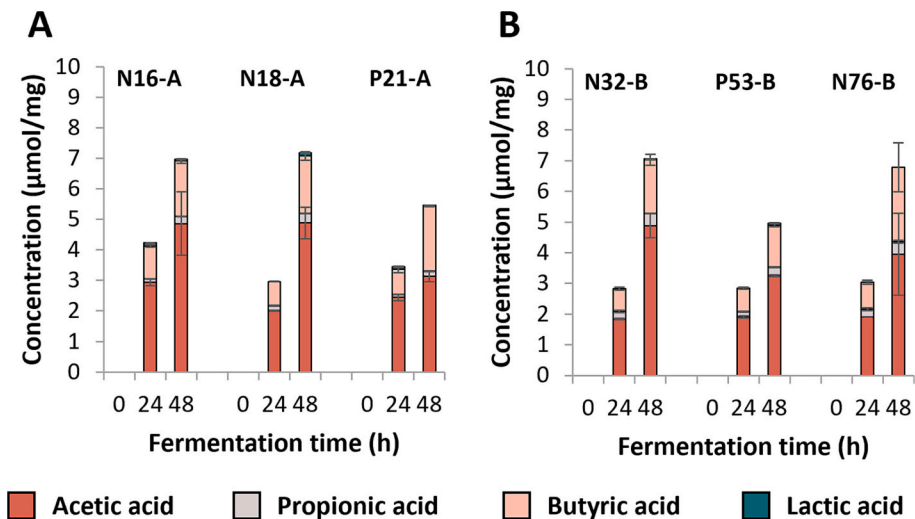 A
B
N16-A N18-A P21-A
N32-B P53-B N76-B
Concentration (μmol/mg)
10
9
8
7
6
5
4
3
2
1
0
0 24 48 0 24 48 0 24 48
Fermentation time (h)
Concentration (μmol/mg)
10
9
8
7
6
5
4
3
2
1
0
0 24 48 0 24 48 0 24 48
Fermentation time (h)
Acetic acid Propionic acid Butyric acid Lactic acid